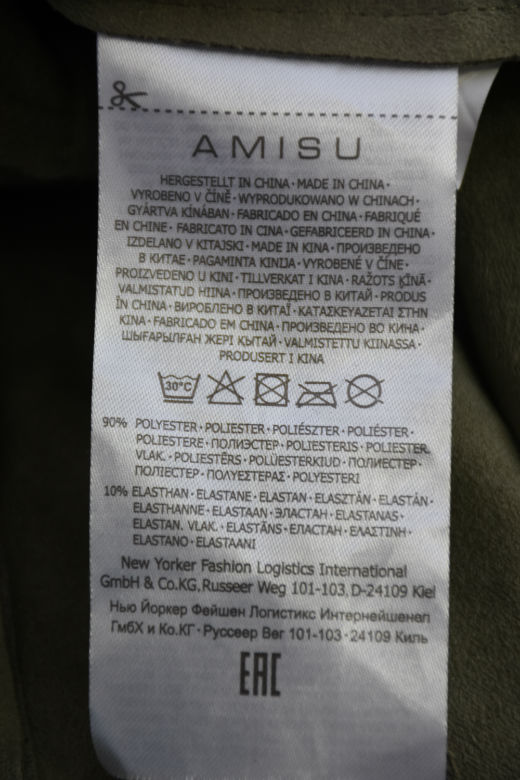 AMISU
HERGESTELLT IN CHINA · MADE IN CHINA ·
VYROBENO V ČÍNĚ · WYPRODUKOWANO W CHINACH ·
GYÁRTVA KÍNÁBAN · FABRICADO EN CHINA · FABRIQUÉ
EN CHINE · FABRICATO IN CINA · GEFABRICEERD IN CHINA ·
IZDELANO V KITAJSKI · MADE IN KINA · ПРОИЗВЕДЕНО
В КИТАЕ · PAGAMINTA KINIJA · VYROBENÉ V ČÍNE ·
PROIZVEDENO U KINI · TILLVERKAT I KINA · RAŽOTS ĶĪNĀ ·
VALMISTATUD HIINA · ПРОИЗВЕДЕНО В КИТАЙ · PRODUS
ÎN CHINA · ВИРОБЛЕНО В КИТАЇ · ΚΑΤΑΣΚΕΥΑΖΕΤΑΙ ΣΤΗΝ
ΚΙΝΑ · FABRICADO EM CHINA · ПРОИЗВЕДЕНО ВО КИНА ·
ШЫҒАРЫЛҒАН ЖЕРІ ҚЫТАЙ · VALMISTETTU KIINASSA ·
PRODUSERT I KINA
30°C
90% POLYESTER · POLIESTER · POLIÉSZTER · POLIÉSTER ·
POLIESTERE · ПОЛИЭСТЕР · POLIESTERIS · POLIESTER.
VLAK. · POLIESTĒRS · POLÜESTERKIUD · ПОЛИЕСТЕР ·
ПОЛІЕСТЕР · ΠΟΛΥΕΣΤΕΡΑΣ · POLYESTERI
10% ELASTHAN · ELASTANE · ELASTAN · ELASZTÁN · ELASTÁN ·
ELASTHANNE · ELASTAAN · ЭЛАСТАН · ELASTANAS ·
ELASTAN. VLAK. · ELASTĀNS · ЕЛАСТАН · ΕΛΑΣΤΙΝΗ ·
ELASTANO · ELASTAANI
New Yorker Fashion Logistics International
GmbH & Co.KG, Russeer Weg 101-103, D-24109 Kiel
Нью Йоркер Фейшен Логистикс Интернейшенел
ГмбХ и Ко.КГ · Руссеер Вег 101-103 · 24109 Киль
EAC